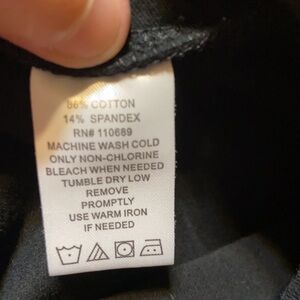 86% COTTON
14% SPANDEX
RN# 110689
MACHINE WASH COLD
ONLY NON-CHLORINE
BLEACH WHEN NEEDED
TUMBLE DRY LOW
REMOVE
PROMPTLY
USE WARM IRON
IF NEEDED